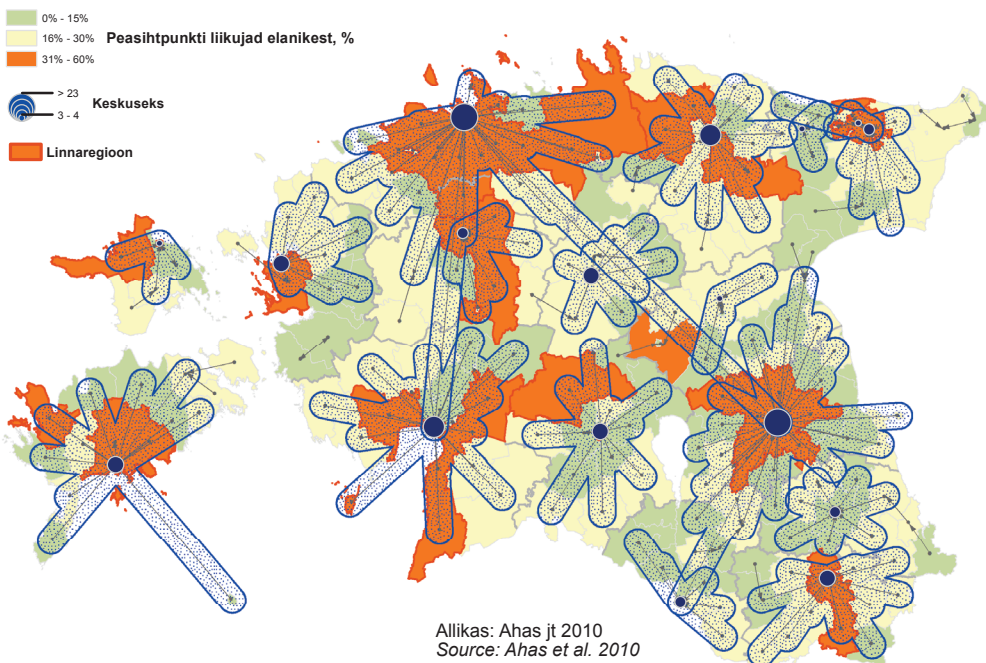 0% - 15%
16% - 30% Peasihtpunkti liikujad elanikest, %
31% - 60%
> 23
Keskuseks
3 - 4
Linnaregioon
Allikas: Ahas jt 2010
Source: Ahas et al. 2010